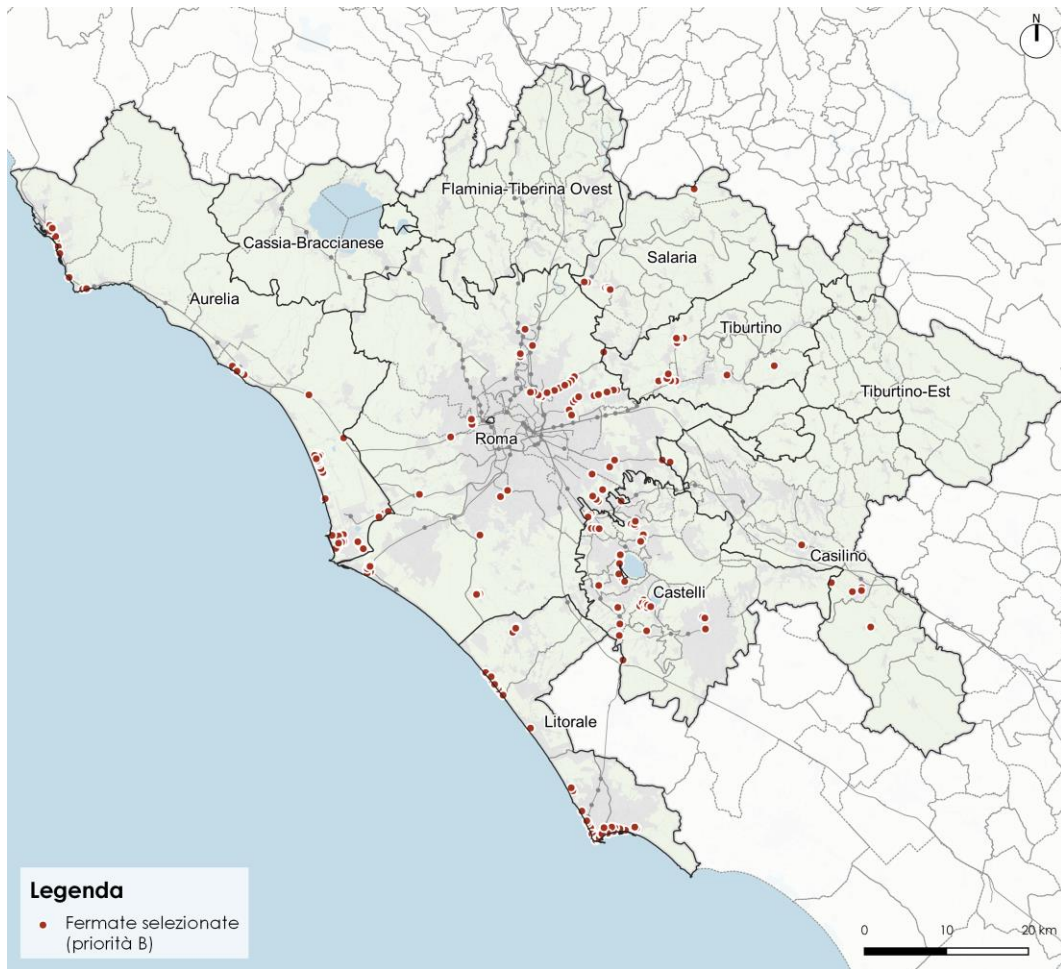 N
Flaminia-Tiberina Ovest
Cassia-Braccianese
Salaria
Aurelia
Tiburtino
Tiburtino-Est
Roma
Casilino
Castelli
Litorale
Legenda
Fermate selezionate
(priorità B)
0 10 20 km